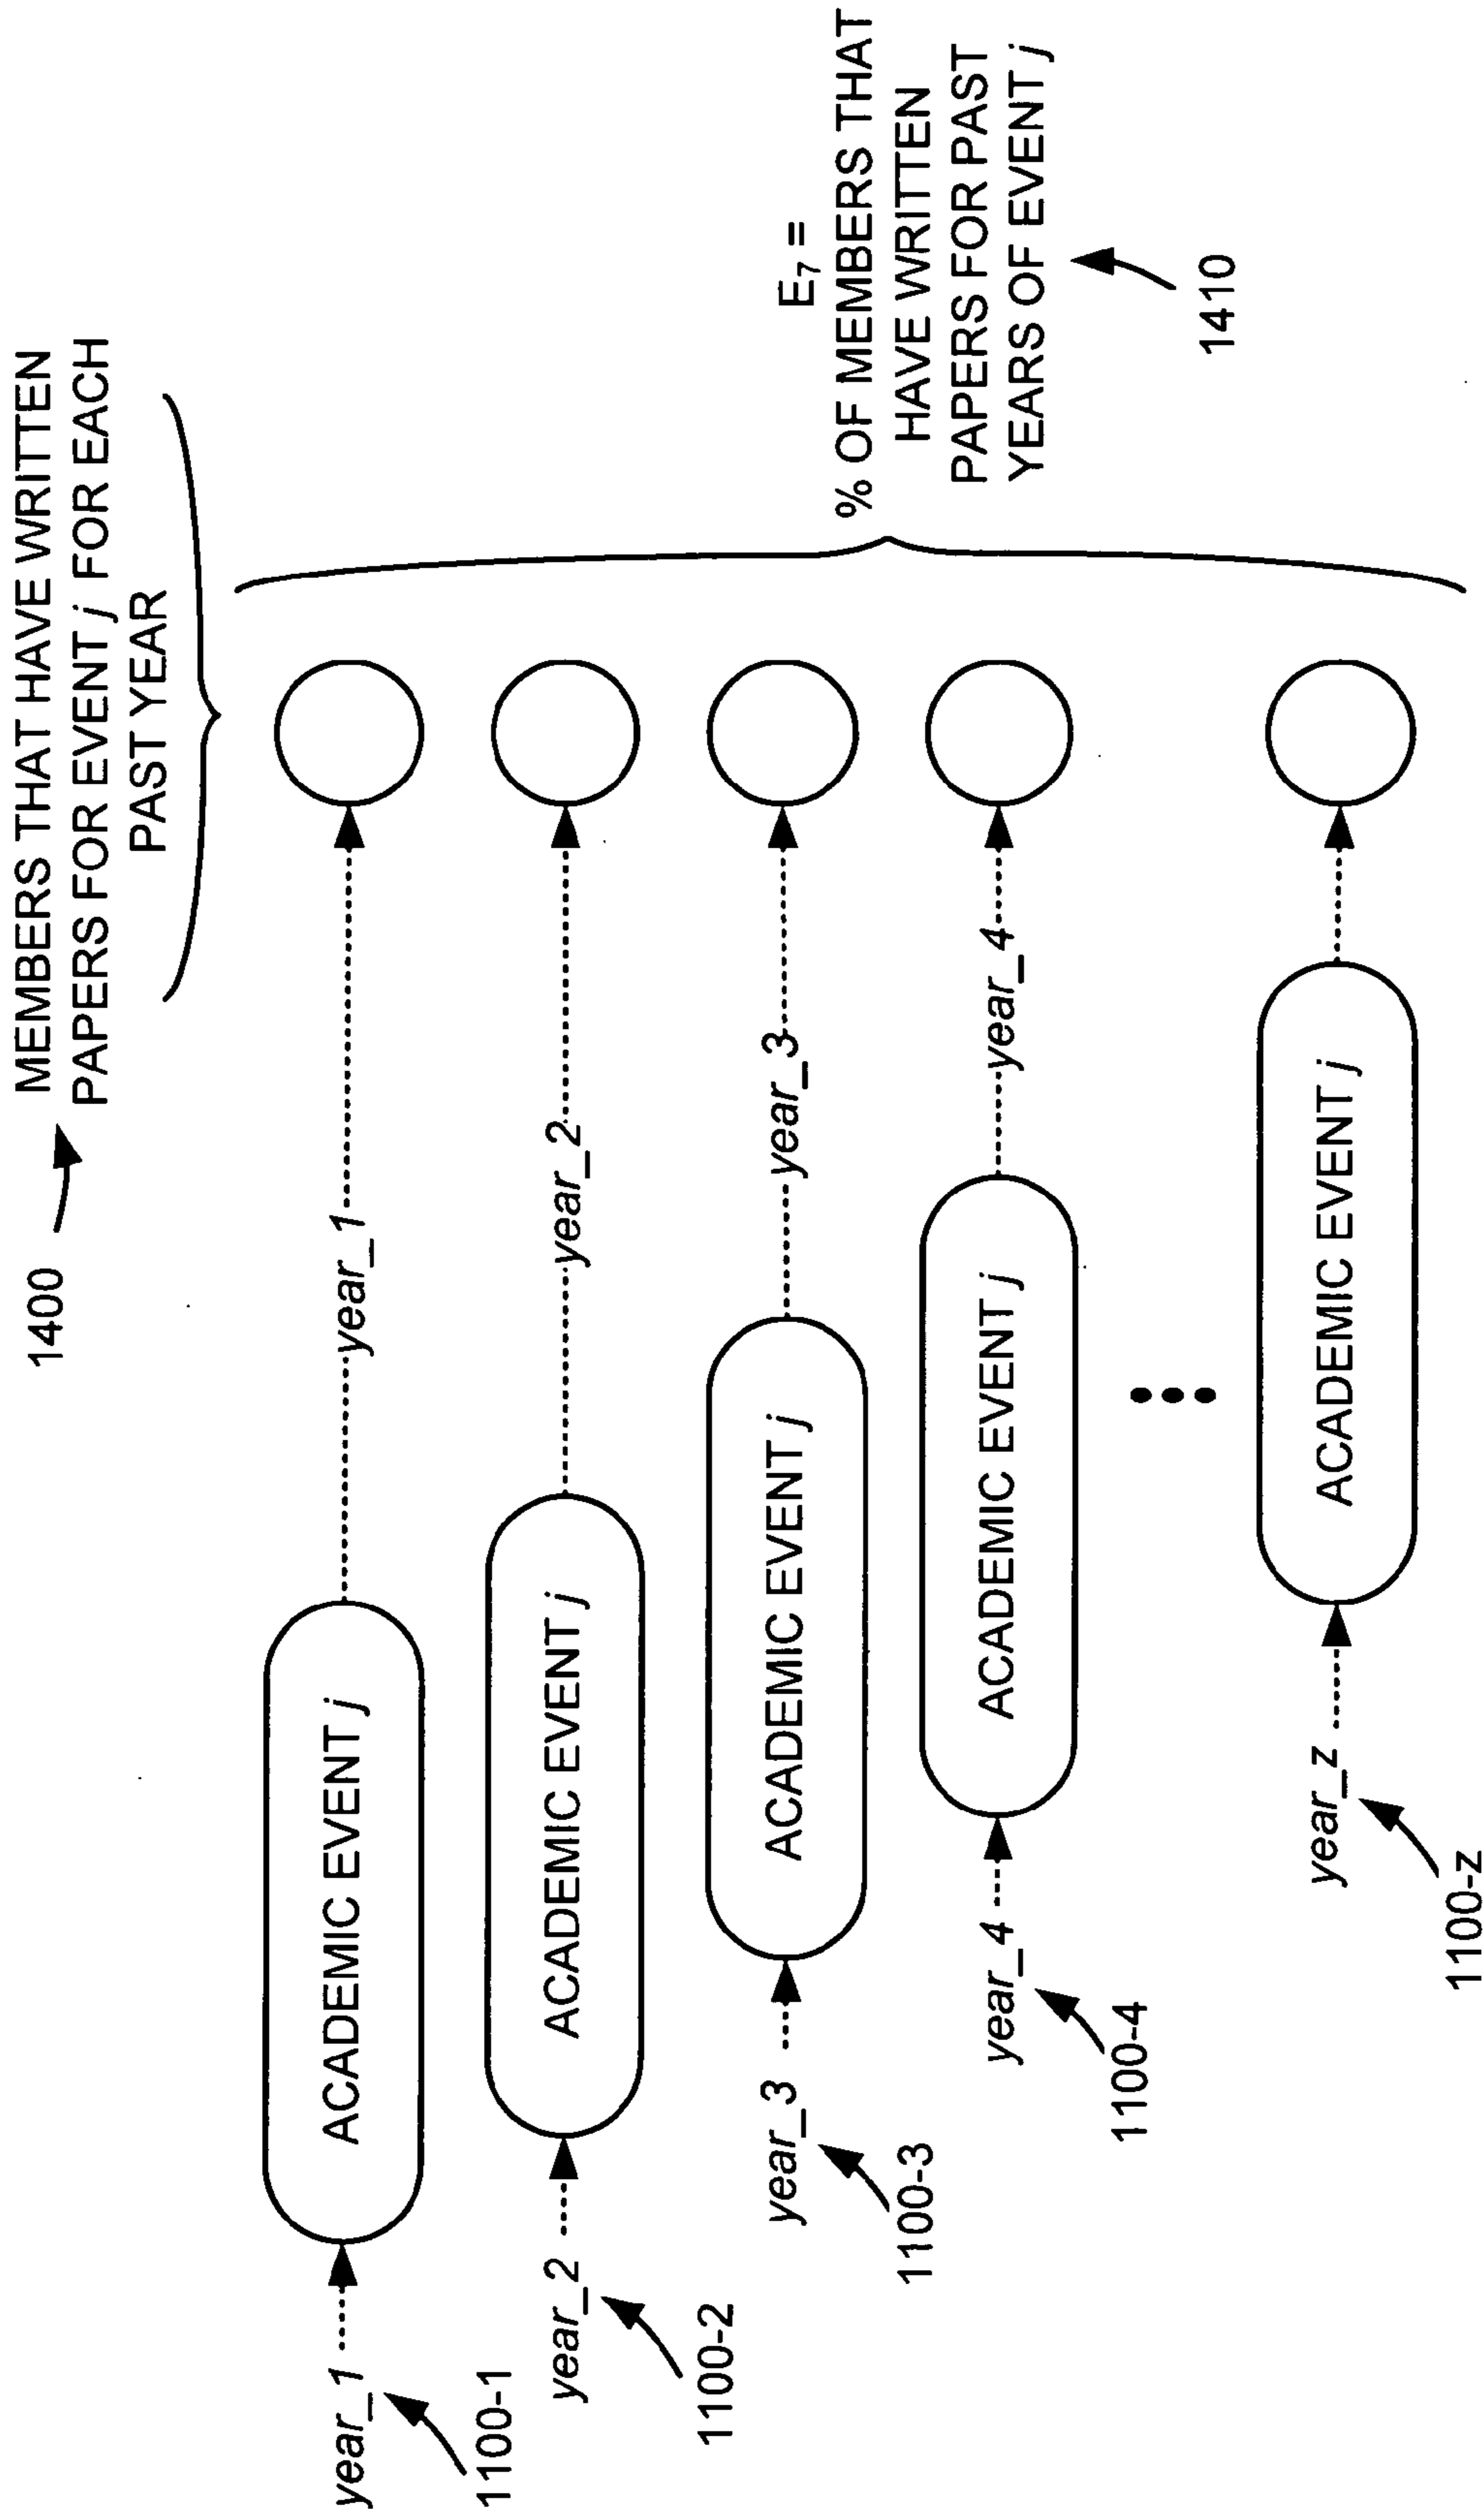 1400
MEMBERS THAT HAVE WRITTEN
PAPERS FOR EVENT j FOR EACH
PAST YEAR
year_1
ACADEMIC EVENT j
year_1
1100-1
year_2
ACADEMIC EVENT j
year_2
1100-2
year_3
ACADEMIC EVENT j
year_3
1100-3
year_4
ACADEMIC EVENT j
year_4
1100-4
year_z
ACADEMIC EVENT j
1100-z
E₇ =
% OF MEMBERS THAT
HAVE WRITTEN
PAPERS FOR PAST
YEARS OF EVENT j
1410